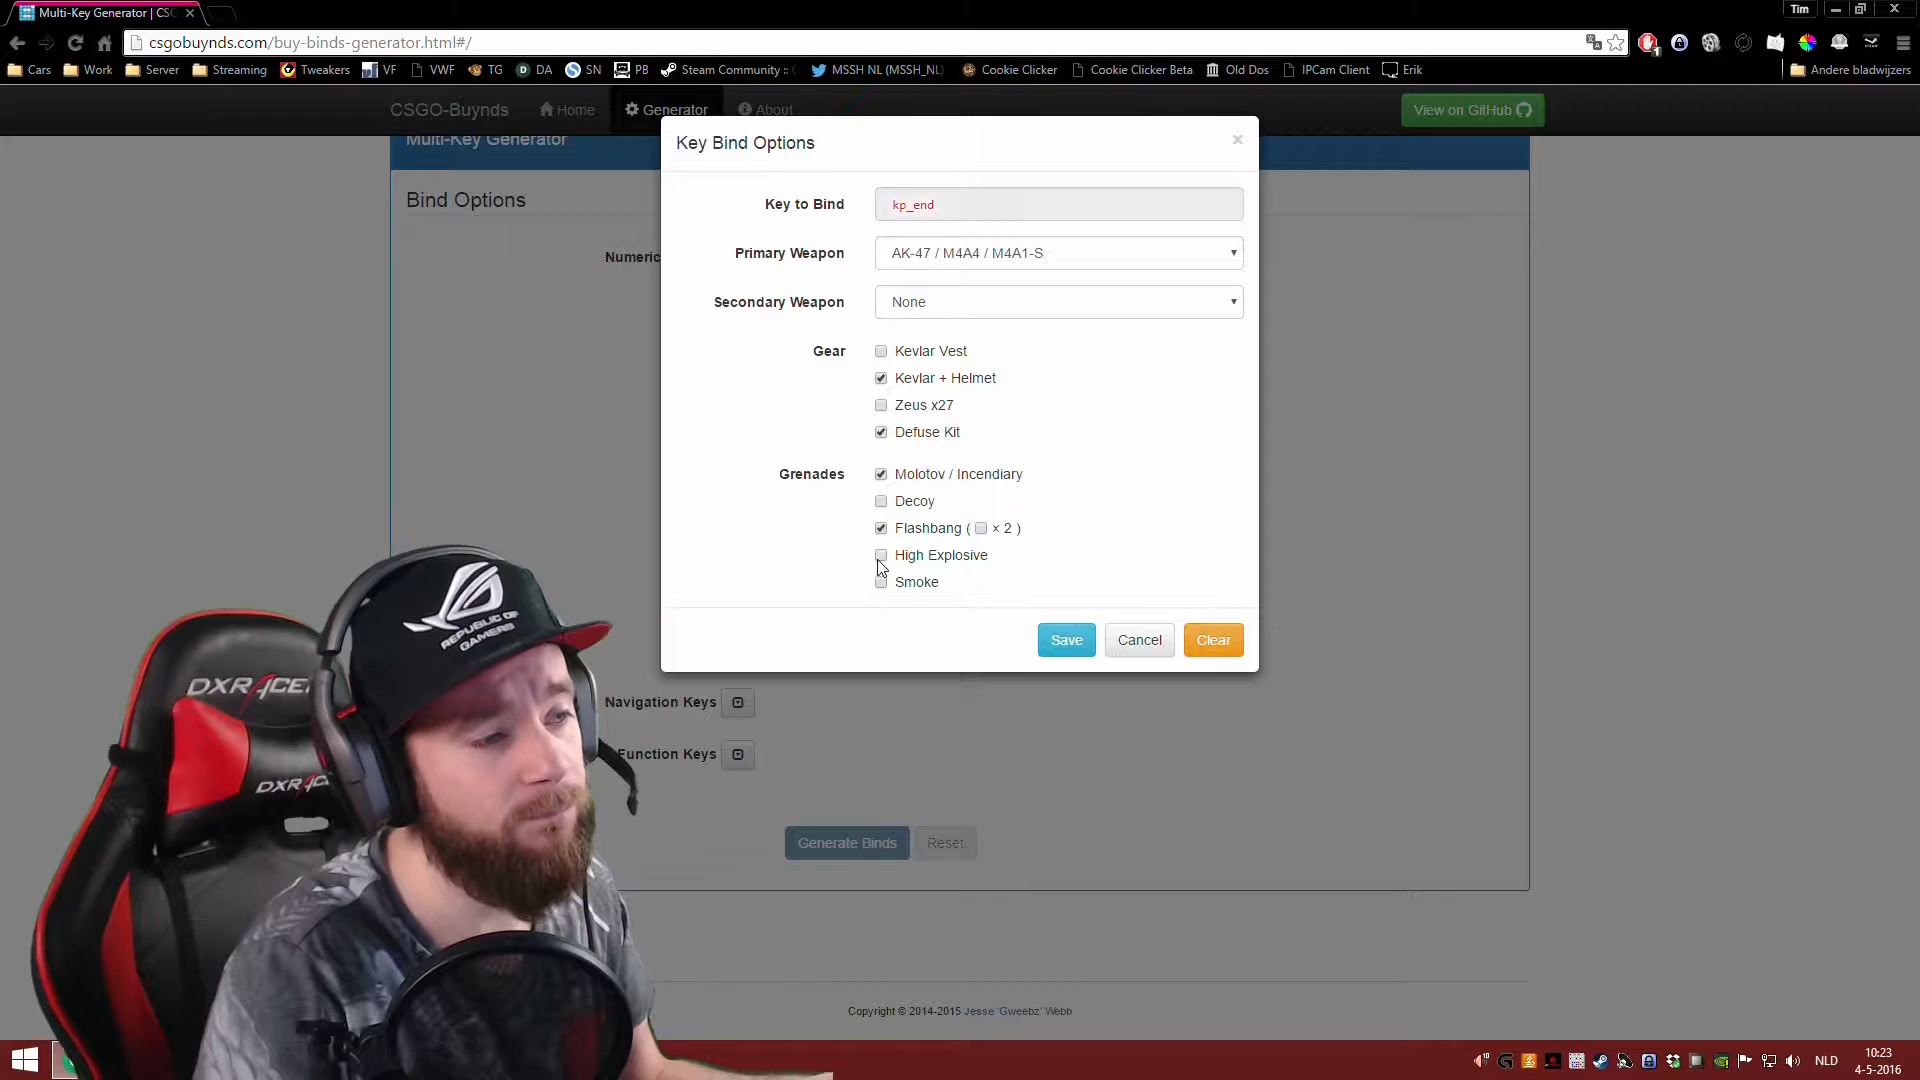 Multi-Key Generator | CSG
Tim
csgobuynds.com/buy-binds-generator.html#/
Cars
Work
Server
Streaming
Tweakers
VF
VWF
TG
DA
SN
PB
Steam Community ::
MSSH NL (MSSH_NL)
Cookie Clicker
Cookie Clicker Beta
Old Dos
IPCam Client
Erik
Andere bladwijzers
CSGO-Buynds
Home
Generator
About
View on GitHub
Multi-Key Generator
Bind Options
Numeric
Key Bind Options
×
Key to Bind
kp_end
Primary Weapon
AK-47 / M4A4 / M4A1-S
Secondary Weapon
None
Gear
Kevlar Vest
Kevlar + Helmet
Zeus x27
Defuse Kit
Grenades
Molotov / Incendiary
Decoy
Flashbang ( × 2 )
High Explosive
Smoke
Save
Cancel
Clear
Navigation Keys
Function Keys
Generate Binds
Reset
REPUBLIC OF
GAMERS
DXRACER
DXRAC
Copyright © 2014-2015 Jesse 'Gweebz' Webb
NLD
10:23
4-5-2016